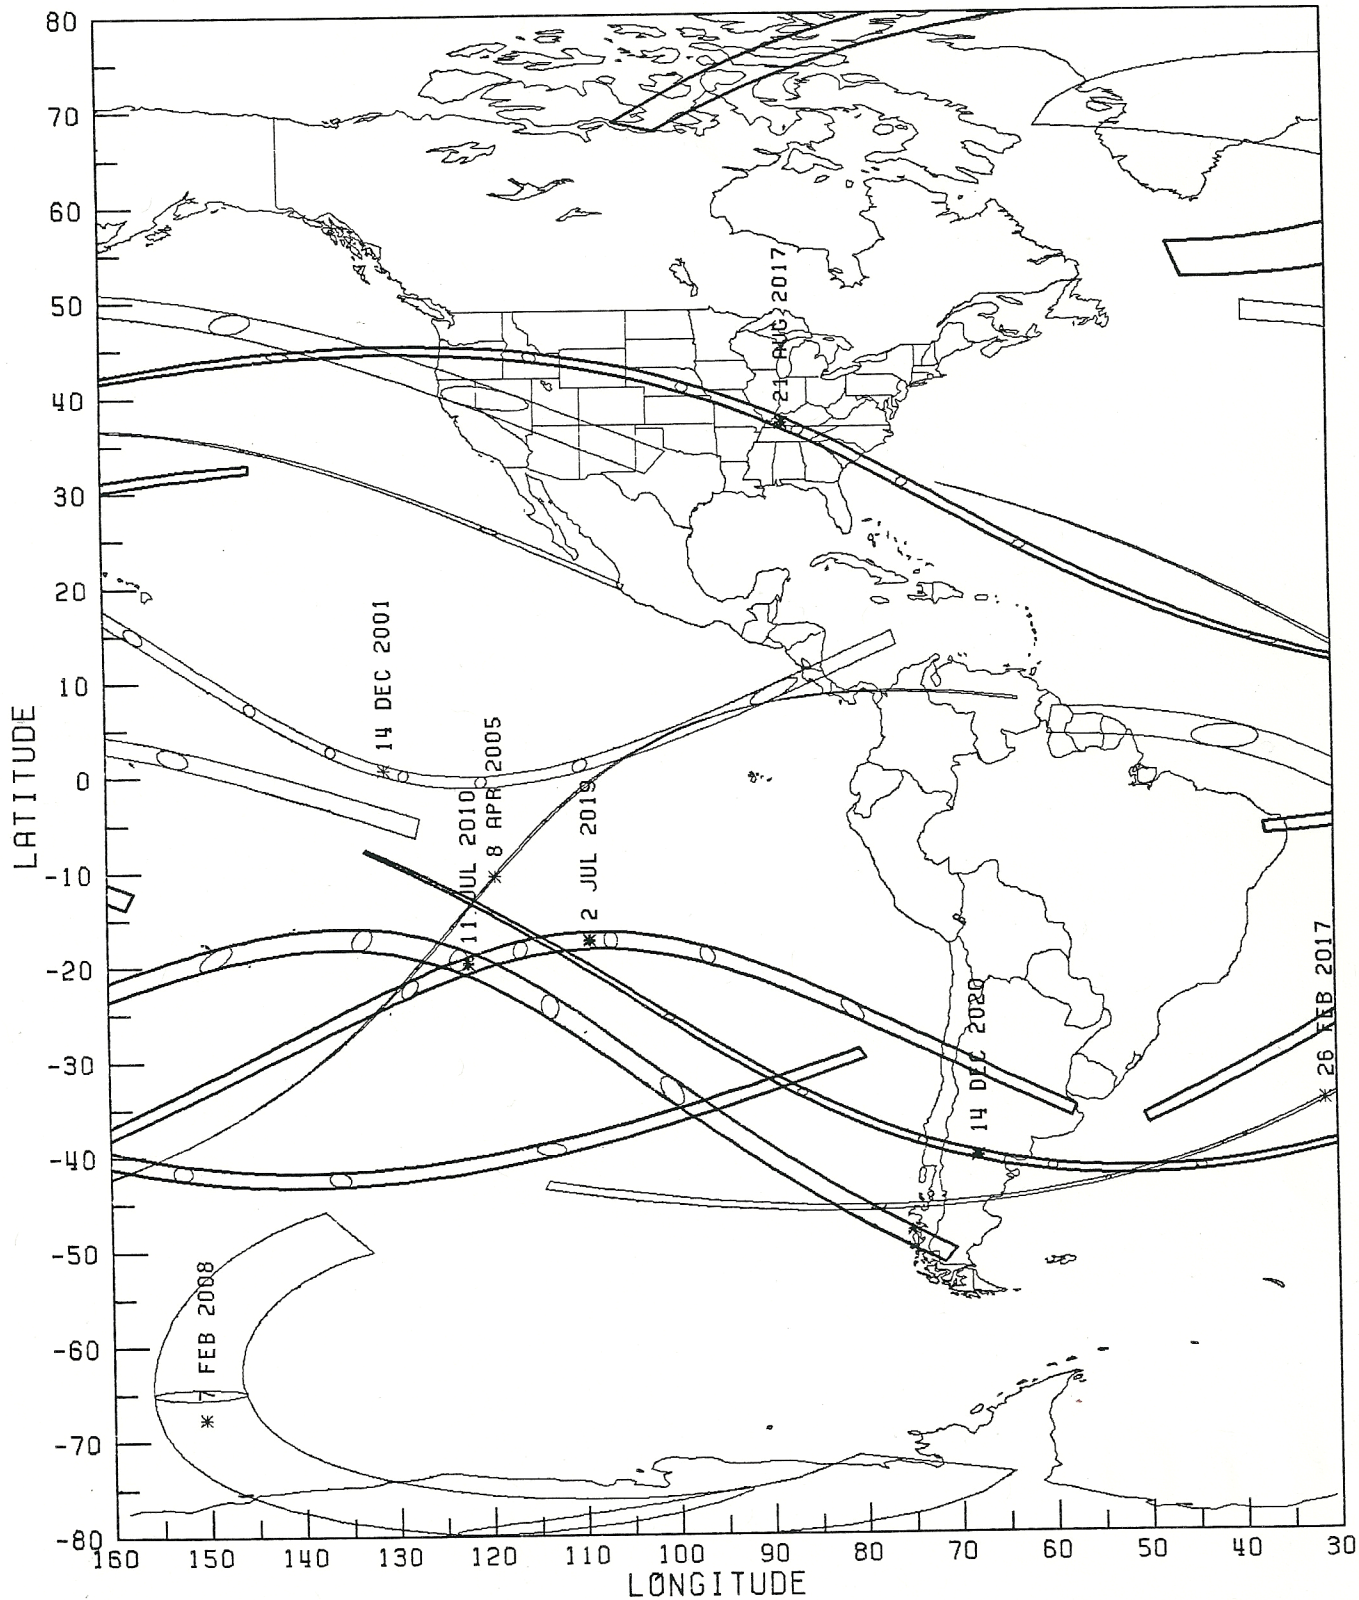 80
70
60
50
40
30
20
10
0
-10
-20
-30
-40
-50
-60
-70
-80
LATITUDE
21 AUG 2017
14 DEC 2001
8 APR 2005
11 JUL 2010
2 JUL 2019
14 DEC 2020
26 FEB 2017
7 FEB 2008
160 150 140 130 120 110 100 90 80 70 60 50 40 30
LONGITUDE